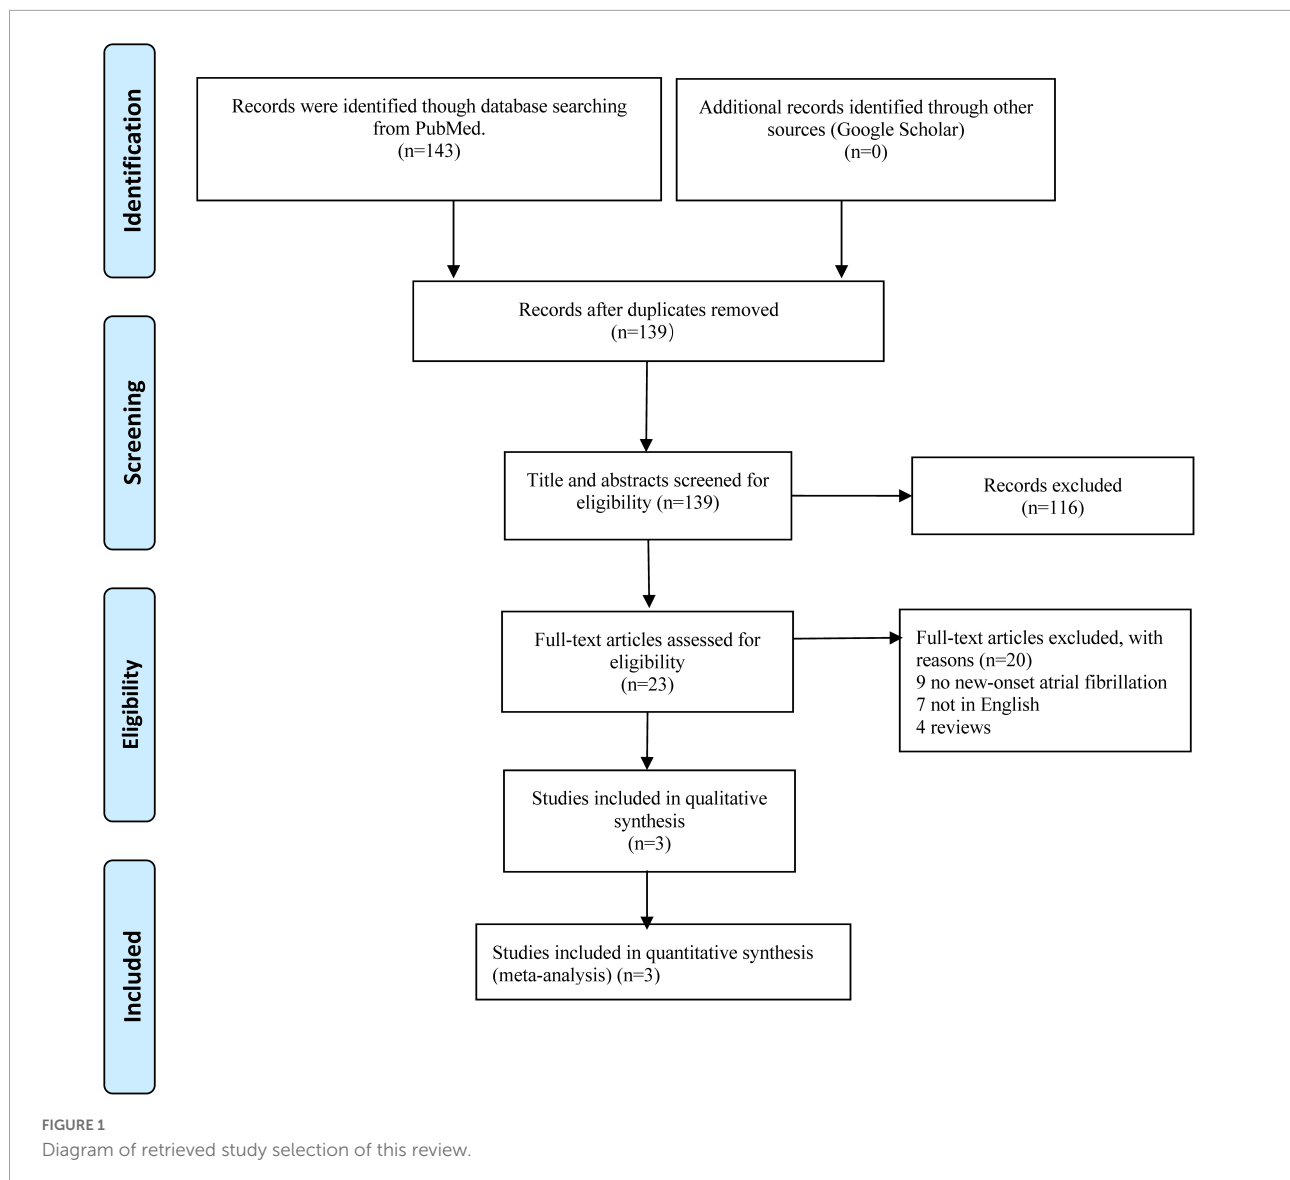 Identification
Records were identified though database searching
from PubMed.
(n=143)
Additional records identified through other
sources (Google Scholar)
(n=0)
Records after duplicates removed
(n=139)
Screening
Title and abstracts screened for
eligibility (n=139)
Records excluded
(n=116)
Eligibility
Full-text articles assessed for
eligibility
(n=23)
Full-text articles excluded, with
reasons (n=20)
9 no new-onset atrial fibrillation
7 not in English
4 reviews
Studies included in qualitative
synthesis
(n=3)
Included
Studies included in quantitative synthesis
(meta-analysis) (n=3)
FIGURE 1
Diagram of retrieved study selection of this review.